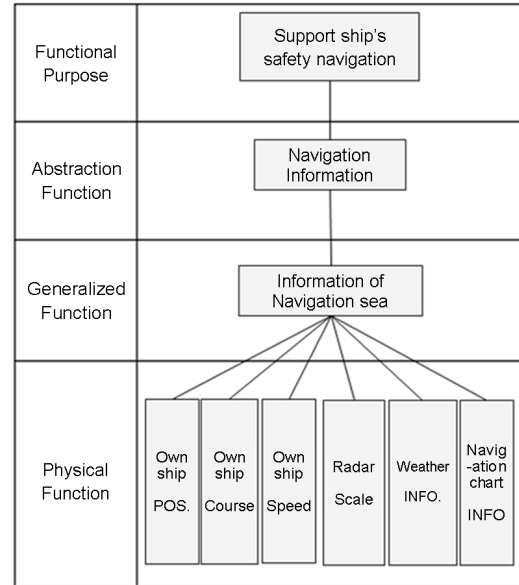 Functional
Purpose
Support ship's
safety navigation
Abstraction
Function
Navigation
Information
Generalized
Function
Information of
Navigation sea
Physical
Function
Own
ship
POS.
Own
ship
Course
Own
ship
Speed
Radar
Scale
Weather
INFO.
Navig
-ation
chart
INFO